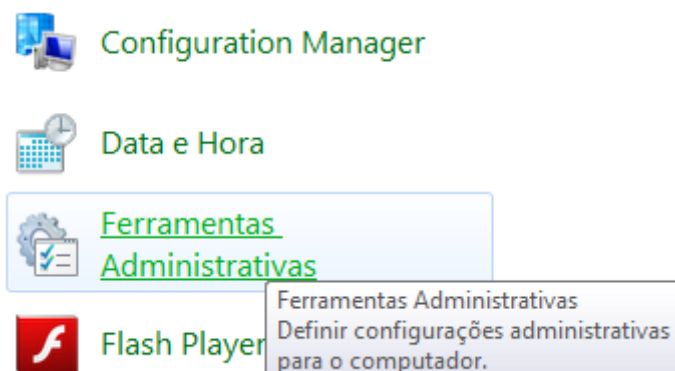 Configuration Manager
Data e Hora
Ferramentas
Administrativas
Ferramentas Administrativas
Definir configurações administrativas
para o computador.
Flash Player